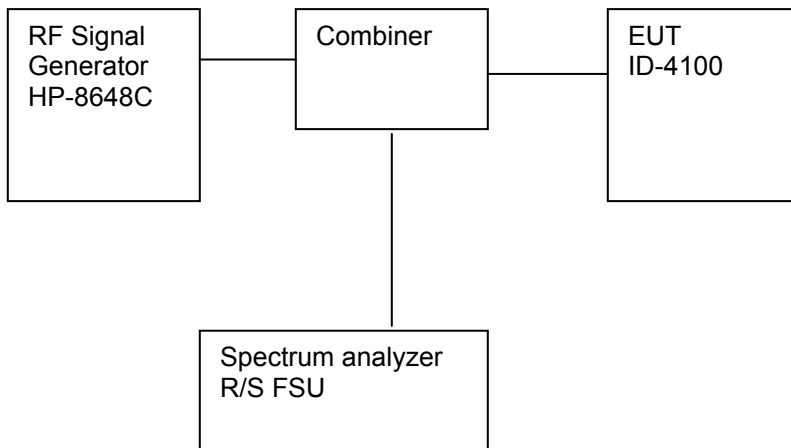 RF Signal
Generator
HP-8648C
Combiner
EUT
ID-4100
Spectrum analyzer
R/S FSU